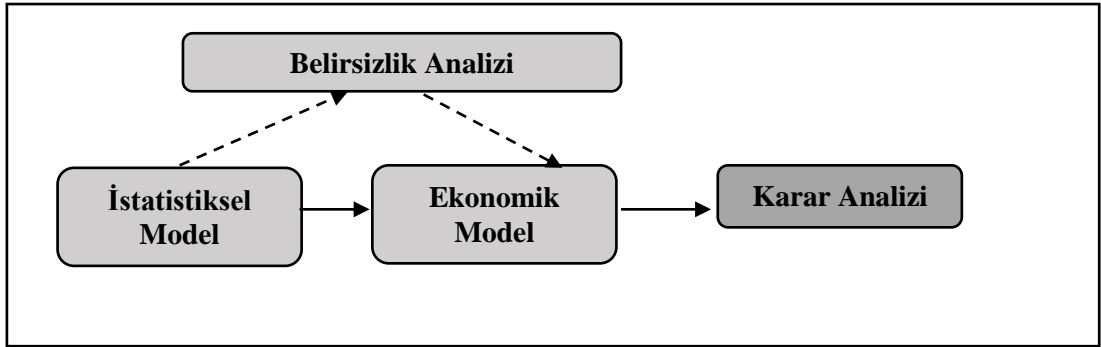 Belirsizlik Analizi
İstatistiksel
Model
Ekonomik
Model
Karar Analizi